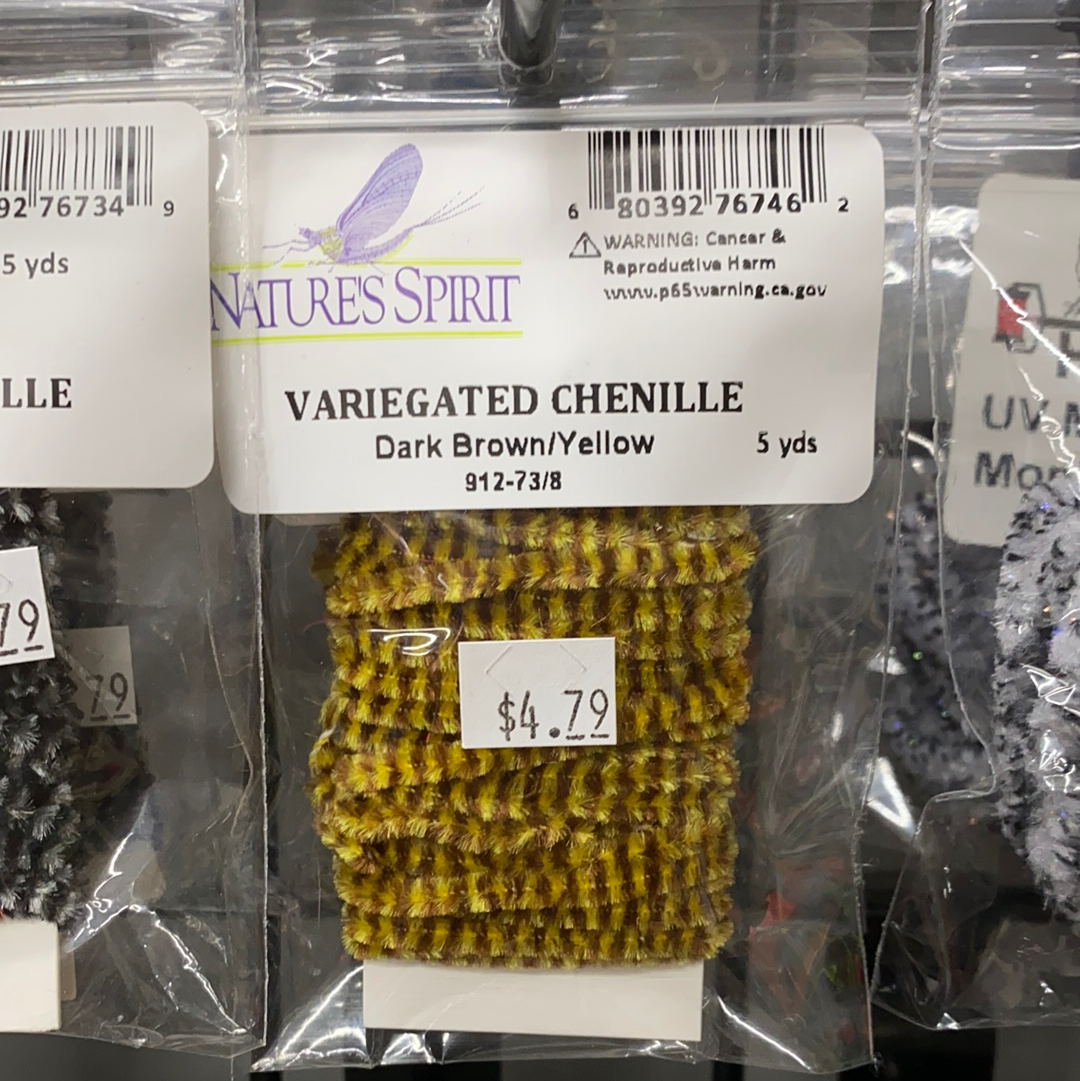 92 76734 9
5 yds
LLE
79
79
6 80392 76746 2
WARNING: Cancer &
Reproductive Harm
www.p65warning.ca.gov
NATURE'S SPIRIT
VARIEGATED CHENILLE
Dark Brown/Yellow 5 yds
912-73/8
$4.79
UV